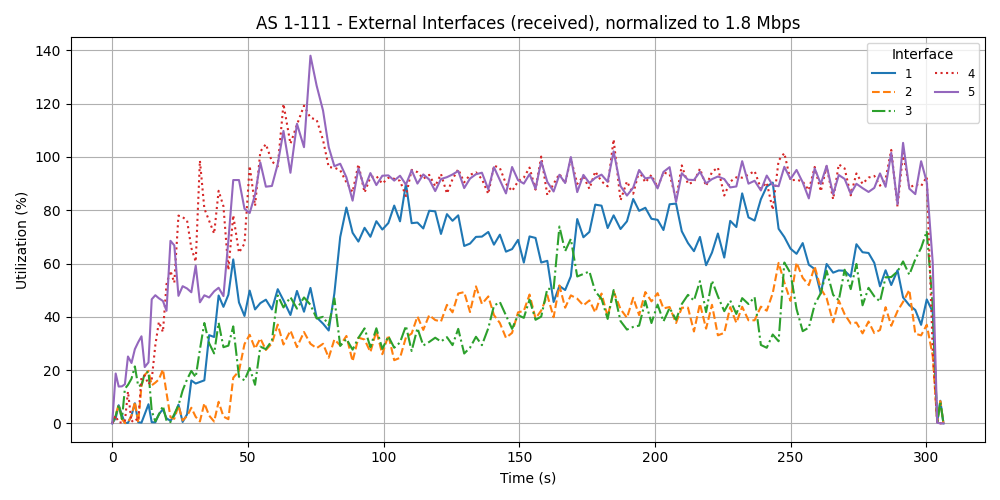 AS 1-111 - External Interfaces (received), normalized to 1.8 Mbps
Interface
1
2
3
4
5
Utilization (%)
140
120
100
80
60
40
20
0
0 50 100 150 200 250 300
Time (s)